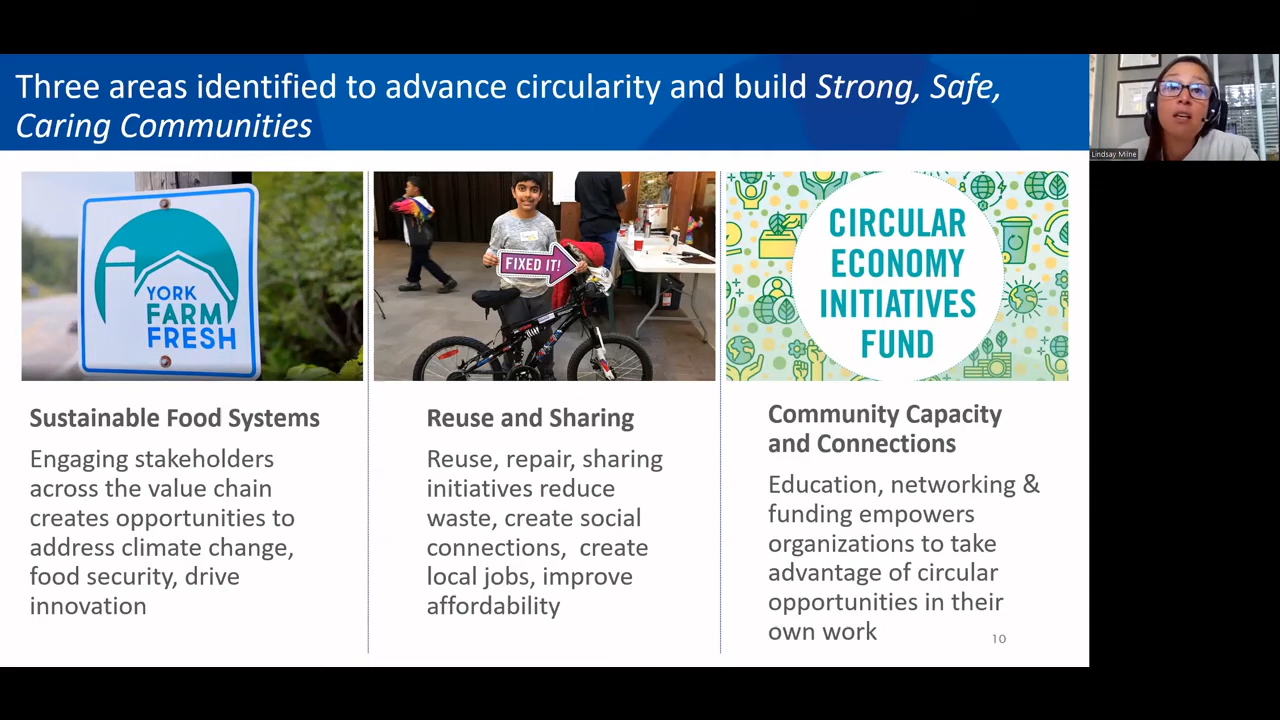 Three areas identified to advance circularity and build Strong, Safe,
Caring Communities
Lindsay Milne
YORK
FARM
FRESH
FIXED IT!
CIRCULAR
ECONOMY
INITIATIVES
FUND
Sustainable Food Systems
Engaging stakeholders
across the value chain
creates opportunities to
address climate change,
food security, drive
innovation
Reuse and Sharing
Reuse, repair, sharing
initiatives reduce
waste, create social
connections,  create
local jobs, improve
affordability
Community Capacity
and Connections
Education, networking &
funding empowers
organizations to take
advantage of circular
opportunities in their
own work
10